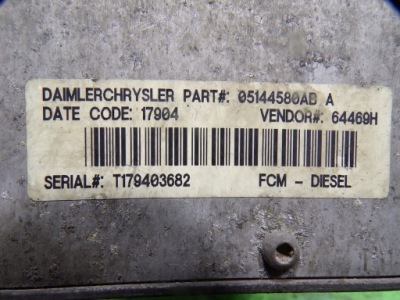 DAIMLERCHRYSLER PART#: 05144580AB A
DATE CODE: 17904 VENDOR#: 64469H
SERIAL#: T179403682 FCM - DIESEL